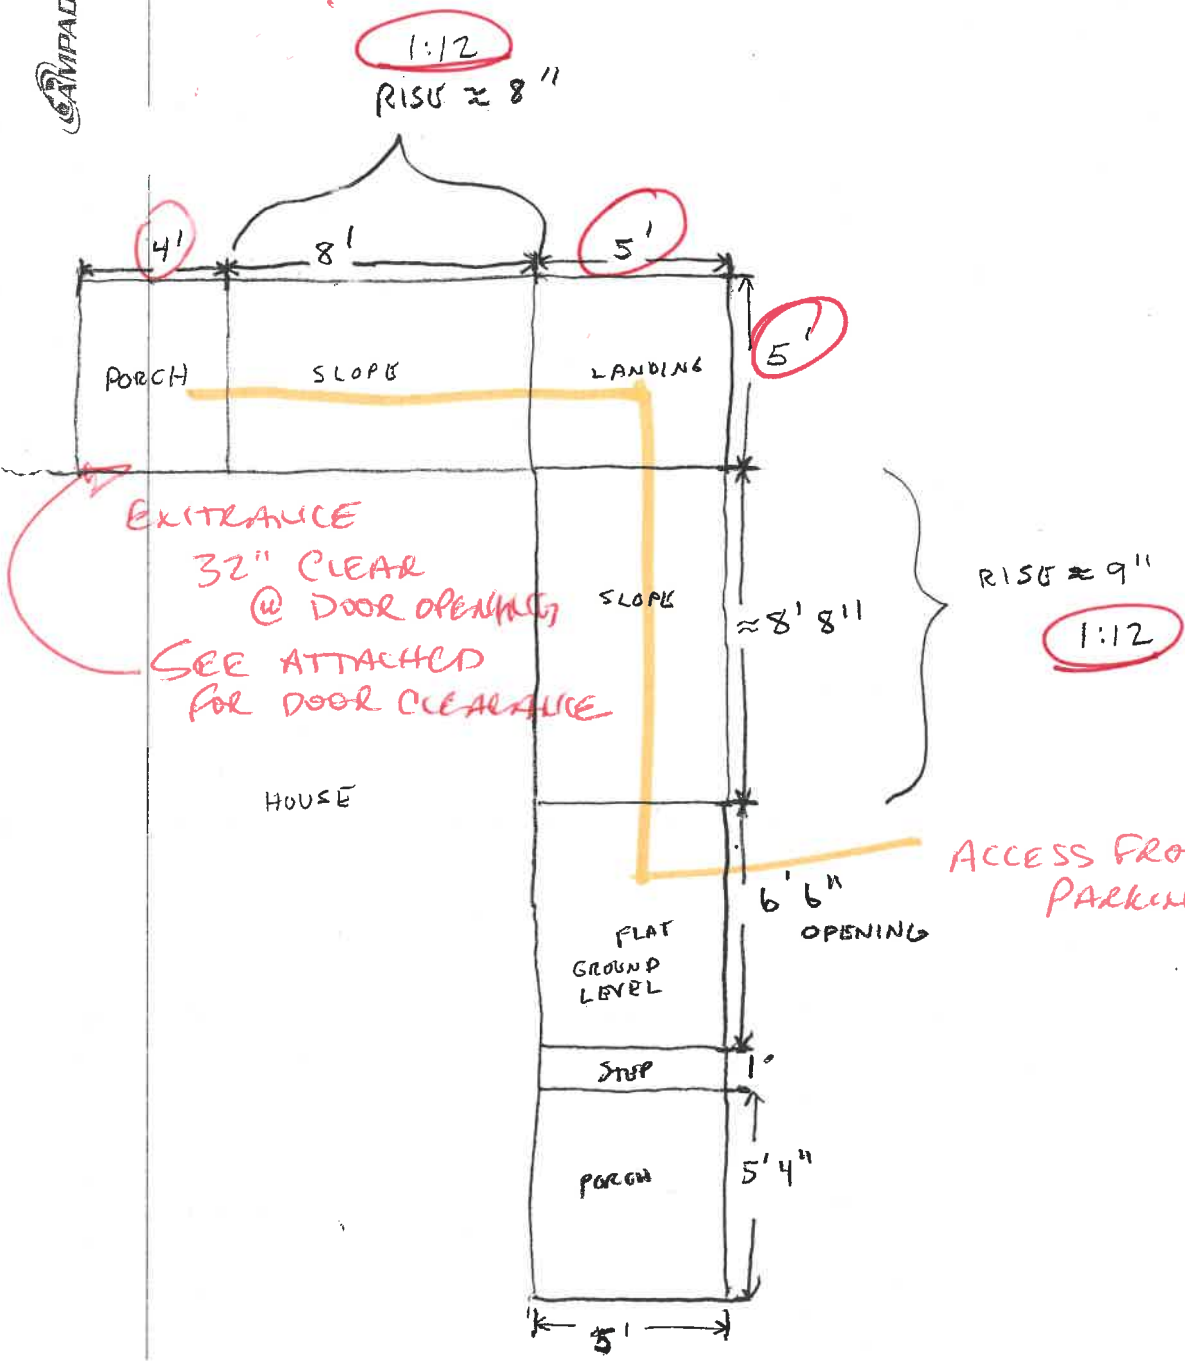 AMPAD
1:12
RISE ≈ 8"
4'
8'
5'
5'
PORCH
SLOPE
LANDING
ENTRANCE
32" CLEAR
@ DOOR OPENING
SEE ATTACHED
FOR DOOR CLEARANCE
SLOPE
≈ 8' 8"
RISE ≈ 9"
1:12
HOUSE
ACCESS FRO
PARKIN
6' 6"
OPENING
FLAT
GROUND
LEVEL
STEP
1'
PORCH
5' 4"
5'